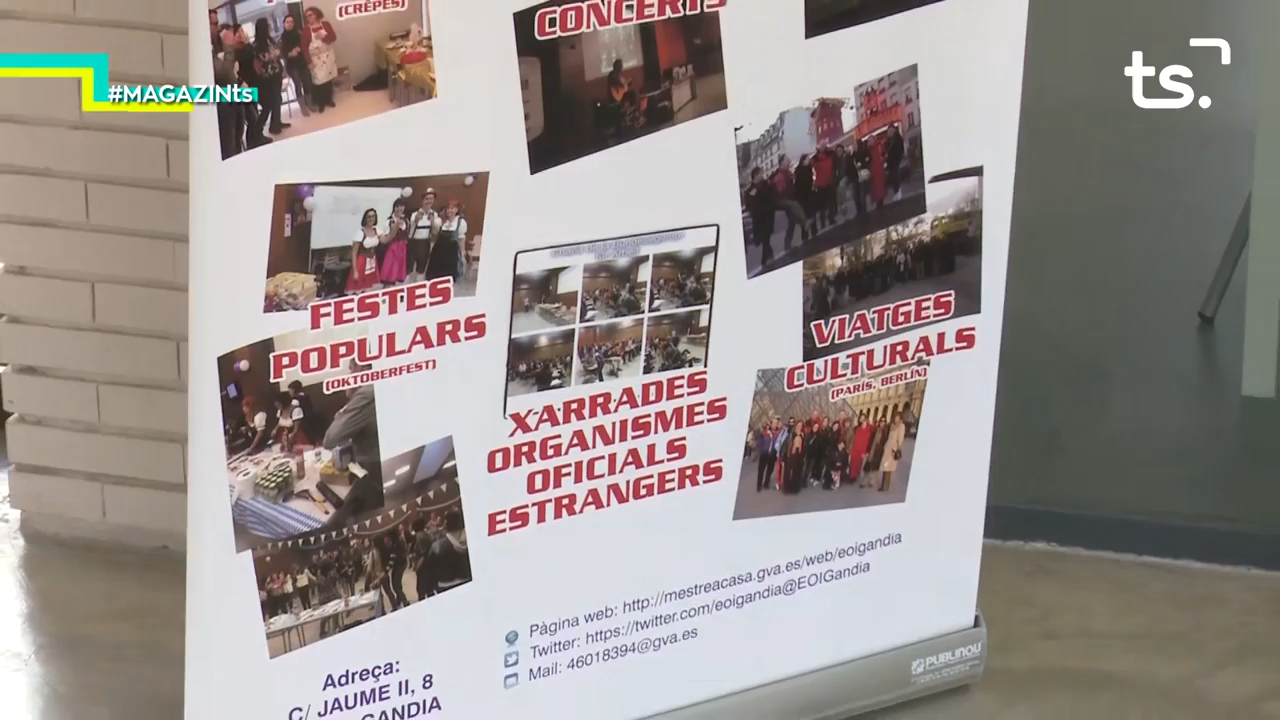 #MAGAZINts
ts.
(CRÊPES)
CONCERTS
FESTES
POPULARS
(OKTOBERFEST)
XARRADES
ORGANISMES
OFICIALS
ESTRANGERS
VIATGES
CULTURALS
(PARÍS, BERLÍN)
Pàgina web: http://mestreacasa.gva.es/web/eoigandia
Twitter: https://twitter.com/eoigandia@EOIGandia
Mail: 46018394@gva.es
Adreça:
C/ JAUME II, 8
GANDIA
PUBLINOU